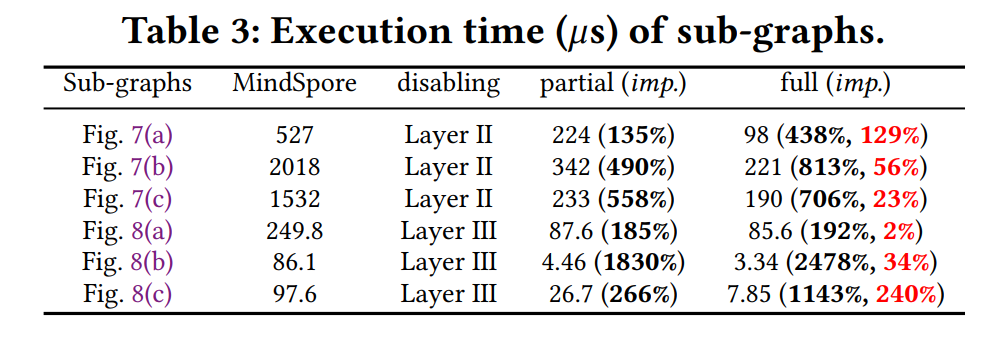 Table 3: Execution time (μs) of sub-graphs.
Sub-graphs MindSpore disabling partial (imp.) full (imp.)
Fig. 7(a) 527 Layer II 224 (135%) 98 (438%, 129%)
Fig. 7(b) 2018 Layer II 342 (490%) 221 (813%, 56%)
Fig. 7(c) 1532 Layer II 233 (558%) 190 (706%, 23%)
Fig. 8(a) 249.8 Layer III 87.6 (185%) 85.6 (192%, 2%)
Fig. 8(b) 86.1 Layer III 4.46 (1830%) 3.34 (2478%, 34%)
Fig. 8(c) 97.6 Layer III 26.7 (266%) 7.85 (1143%, 240%)